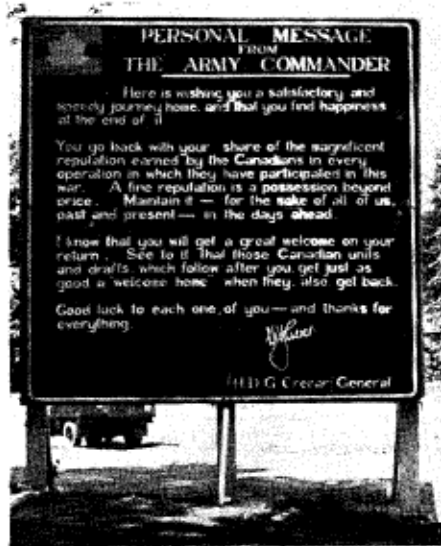 PERSONAL MESSAGE
FROM
THE ARMY COMMANDER
Here is wishing you a satisfactory and
speedy journey home, and that you find happiness
at the end of it
You go back with your share of the magnificent
reputation earned by the Canadians in every
operation in which they have participated in this
war. A fine reputation is a possession beyond
price. Maintain it — for the sake of all of us,
past and present — in the days ahead.
I know that you will get a great welcome on your
return. See to it that those Canadian units
and drafts, which follow after you, get just as
good a "welcome home" when they, also get back.
Good luck to each one, of you — and thanks for
everything.
(H.D.G. Crerar) General